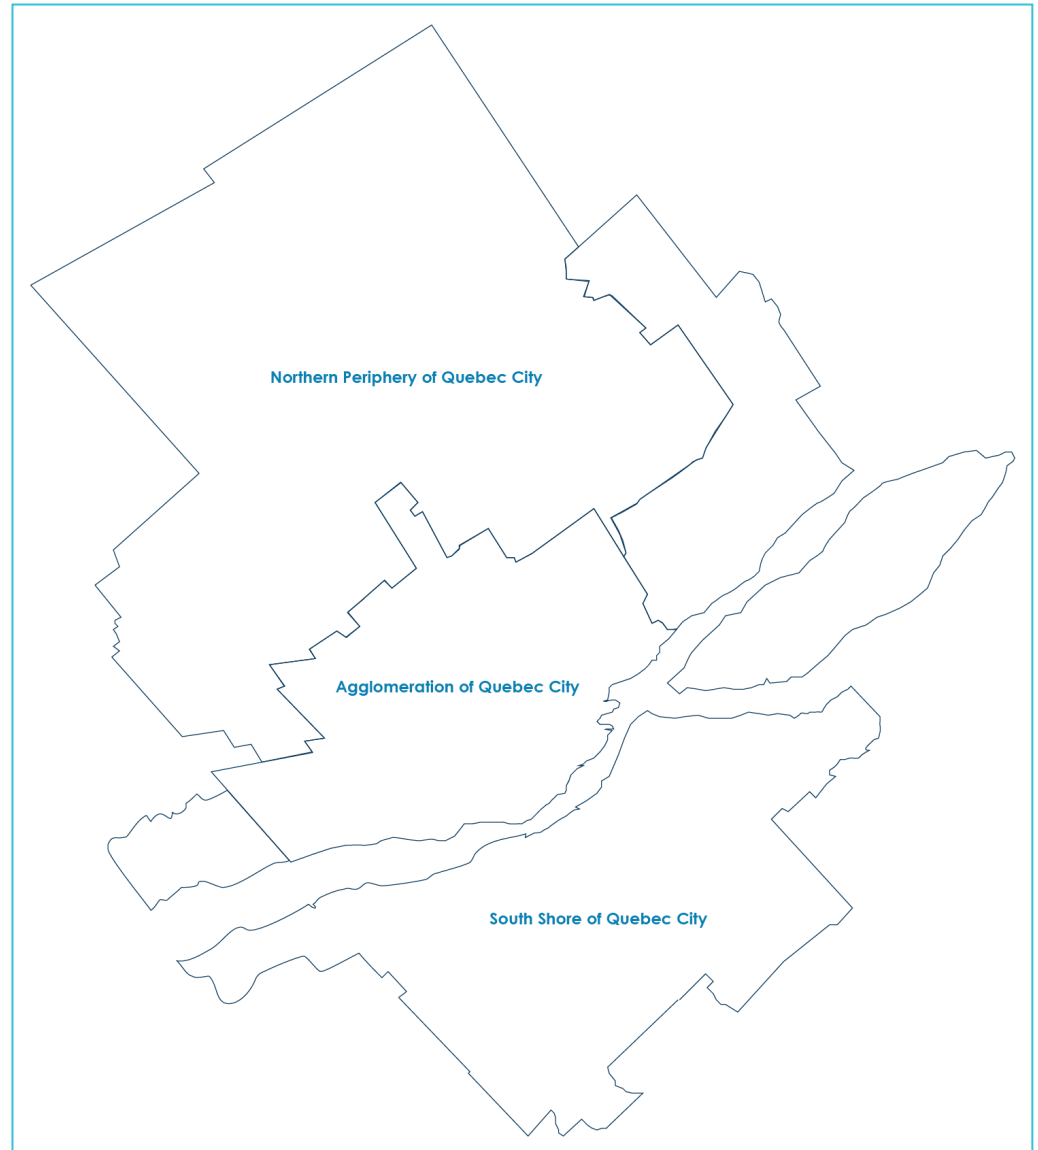 Northern Periphery of Quebec City
Agglomeration of Quebec City
South Shore of Quebec City